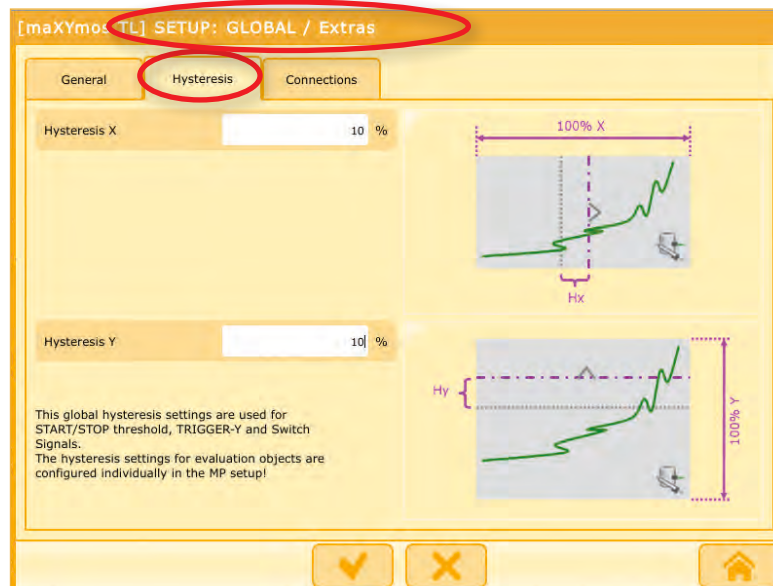 [maXYmos TL] SETUP: GLOBAL / Extras
General
Hysteresis
Connections
Hysteresis X
10 %
100% X
Hx
Hysteresis Y
10 %
Hy
100% Y
This global hysteresis settings are used for
START/STOP threshold, TRIGGER-Y and Switch
Signals.
The hysteresis settings for evaluation objects are
configured individually in the MP setup!